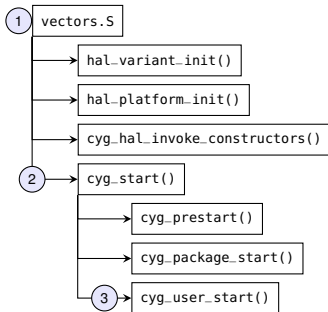 1 vectors.S
hal_variant_init()
hal_platform_init()
cyg_hal_invoke_constructors()
2 cyg_start()
cyg_prestart()
cyg_package_start()
3 cyg_user_start()